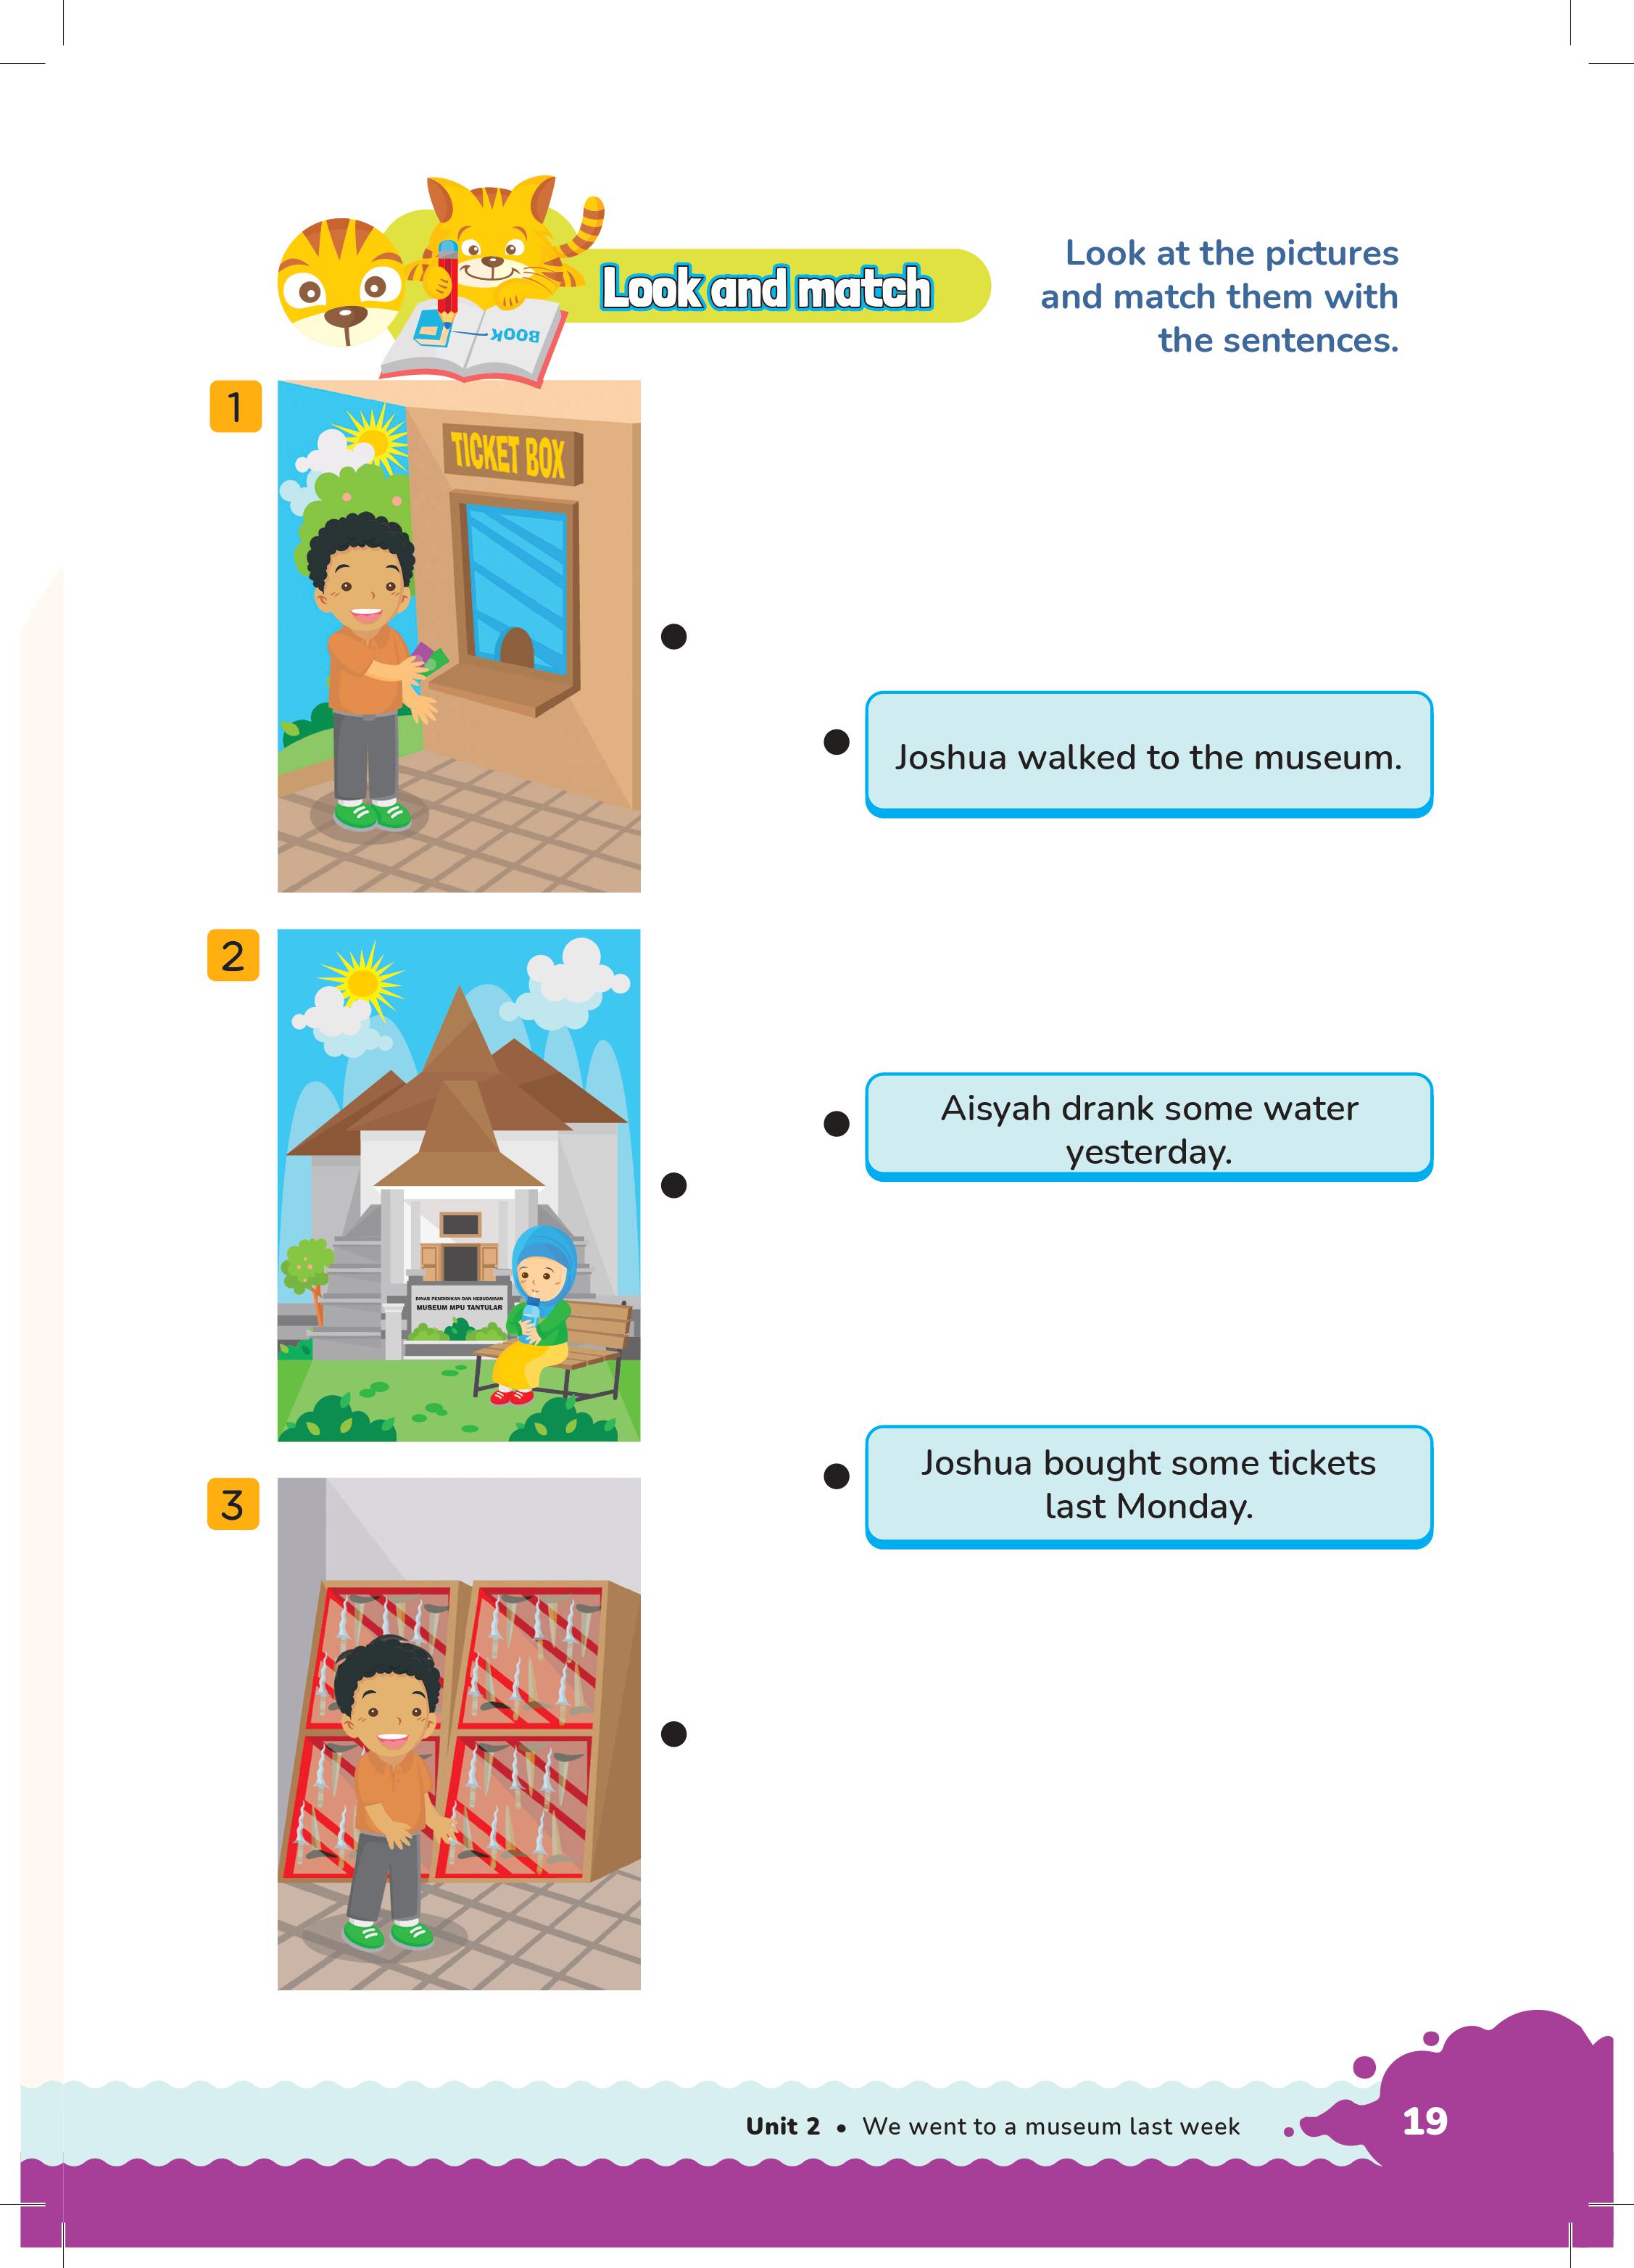 BOOK
Look and match
Look at the pictures
and match them with
the sentences.
1
TICKET BOX
Joshua walked to the museum.
2
DINAS PENDIDIKAN DAN KEBUDAYAAN
MUSEUM MPU TANTULAR
Aisyah drank some water
yesterday.
Joshua bought some tickets
last Monday.
3
Unit 2 • We went to a museum last week
19